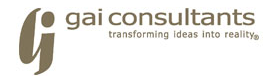 gai consultants
transforming ideas into reality®